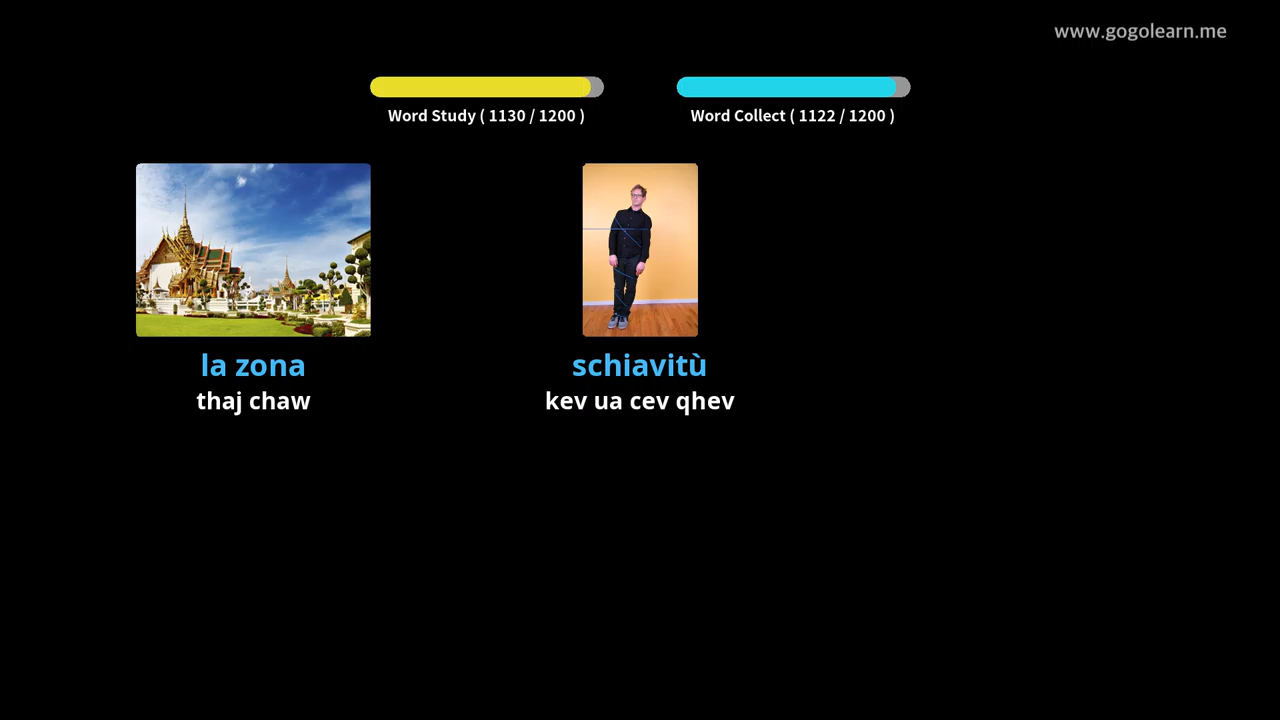 www.gogolearn.me
Word Study ( 1130 / 1200 )
Word Collect ( 1122 / 1200 )
la zona
thaj chaw
schiavitù
kev ua cev qhev